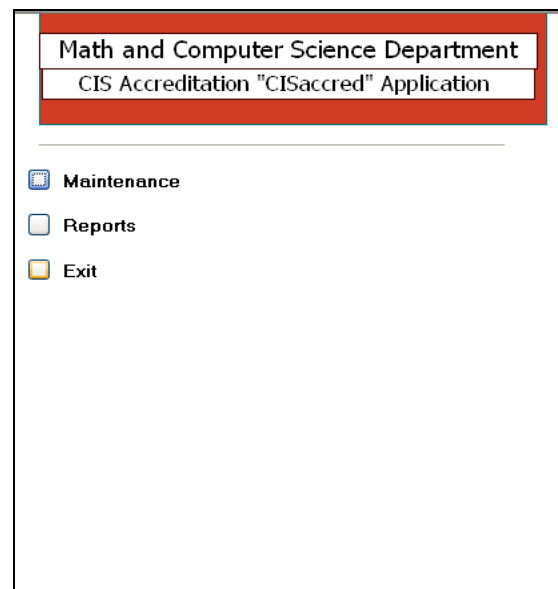 Math and Computer Science Department
CIS Accreditation "CISaccred" Application
Maintenance
Reports
Exit